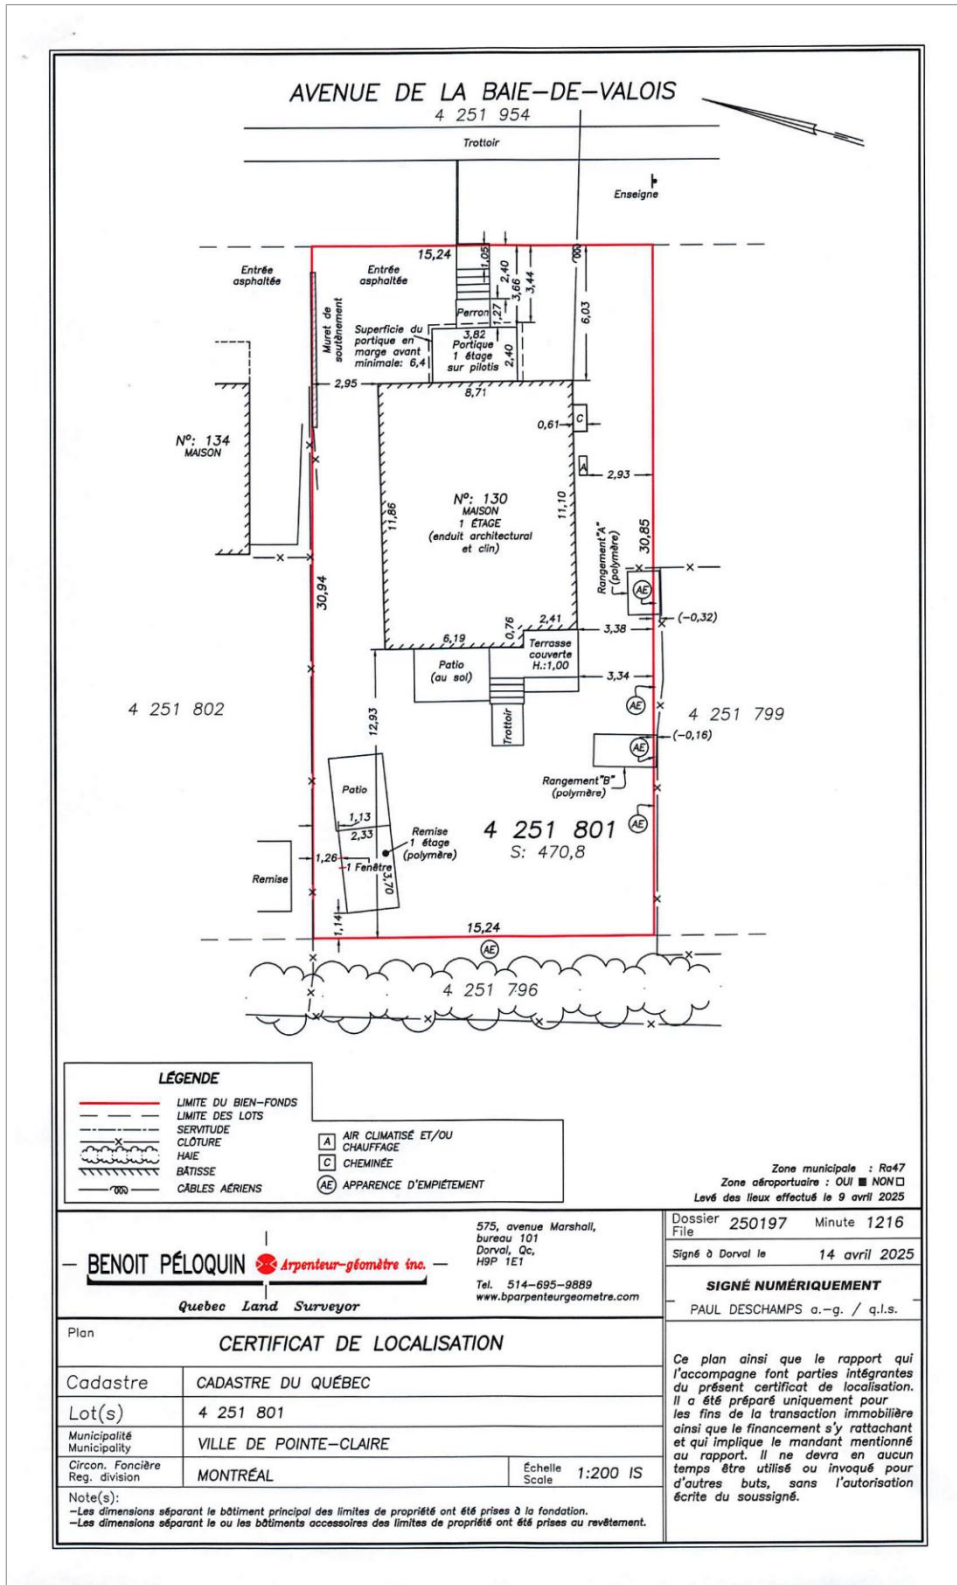 AVENUE DE LA BAIE-DE-VALOIS
4 251 954
Trottoir
Enseigne
15,24
1,05
2,40
3,66
3,44
6,03
Entrée
asphaltée
Entrée
asphaltée
Muret de
soutènement
Perron
1,27
Superficie du
portique en
marge avant
minimale: 6,4
3,82
Portique
1 étage
sur pilotis
2,40
2,95
8,71
0,61
C
A
2,93
N°: 134
MAISON
N°: 130
MAISON
1 ÉTAGE
(enduit architectural
et clin)
11,86
11,10
30,85
30,94
Rangement"A"
(polymère)
AE
(-0,32)
2,41
0,76
6,19
3,38
Terrasse
couverte
H.:1,00
Patio
(au sol)
3,34
AE
4 251 802
4 251 799
12,93
Trottoir
(-0,16)
AE
Rangement"B"
(polymère)
Patio
1,13
2,33
Remise
1 étage
(polymère)
4 251 801
S: 470,8
AE
1,26
1 Fenêtre
3,70
Remise
1,14
15,24
AE
4 251 796
LÉGENDE
LIMITE DU BIEN-FONDS
LIMITE DES LOTS
SERVITUDE
CLÔTURE
HAIE
BÂTISSE
CÂBLES AÉRIENS
A AIR CLIMATISÉ ET/OU
CHAUFFAGE
C CHEMINÉE
AE APPARENCE D'EMPIÉTEMENT
Zone municipale : Ra47
Zone aéroportuaire : OUI ■ NON □
Levé des lieux effectué le 9 avril 2025
BENOIT PÉLOQUIN Arpenteur-géomètre inc.
Quebec Land Surveyor
575, avenue Marshall,
bureau 101
Dorval, Qc,
H9P 1E1
Tel. 514-695-9889
www.bparpenteurgeometre.com
Dossier
File
250197
Minute 1216
Signé à Dorval le 14 avril 2025
SIGNÉ NUMÉRIQUEMENT
PAUL DESCHAMPS a.-g. / q.l.s.
Plan
CERTIFICAT DE LOCALISATION
Cadastre CADASTRE DU QUÉBEC
Lot(s) 4 251 801
Municipalité
Municipality
VILLE DE POINTE-CLAIRE
Circon. Foncière
Reg. division
MONTRÉAL
Échelle
Scale
1:200 IS
Note(s):
-Les dimensions séparant le bâtiment principal des limites de propriété ont été prises à la fondation.
-Les dimensions séparant le ou les bâtiments accessoires des limites de propriété ont été prises au revêtement.
Ce plan ainsi que le rapport qui
l'accompagne font parties intégrantes
du présent certificat de localisation.
Il a été préparé uniquement pour
les fins de la transaction immobilière
ainsi que le financement s'y rattachant
et qui implique le mandant mentionné
au rapport. Il ne devra en aucun
temps être utilisé ou invoqué pour
d'autres buts, sans l'autorisation
écrite du soussigné.